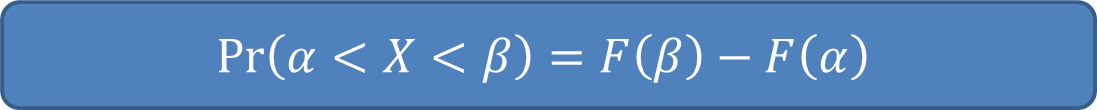 Pr(𝛼 < 𝑋 < 𝛽) = 𝐹(𝛽) − 𝐹(𝛼)